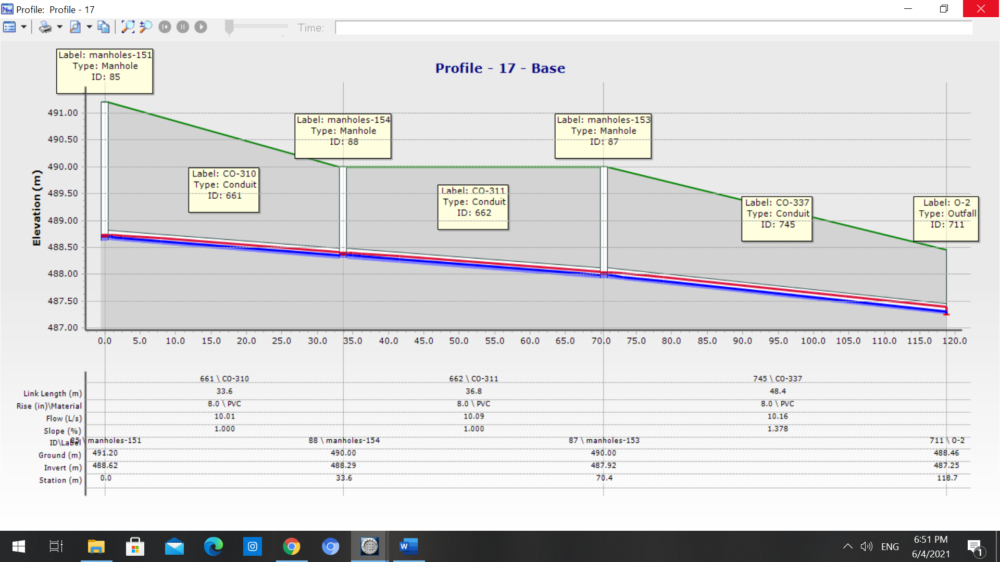 Profile: Profile - 17
Time:
Profile - 17 - Base
Label: manholes-151
Type: Manhole
ID: 85
Label: manholes-154
Type: Manhole
ID: 88
Label: manholes-153
Type: Manhole
ID: 87
Label: CO-310
Type: Conduit
ID: 661
Label: CO-311
Type: Conduit
ID: 662
Label: CO-337
Type: Conduit
ID: 745
Label: O-2
Type: Outfall
ID: 711
Elevation (m)
491.00
490.50
490.00
489.50
489.00
488.50
488.00
487.50
487.00
0.0 5.0 10.0 15.0 20.0 25.0 30.0 35.0 40.0 45.0 50.0 55.0 60.0 65.0 70.0 75.0 80.0 85.0 90.0 95.0 100.0 105.0 110.0 115.0 120.0
661 \ CO-310 662 \ CO-311 745 \ CO-337
Link Length (m) 33.6 36.8 48.4
Rise (in)\Material 8.0 \ PVC 8.0 \ PVC 8.0 \ PVC
Flow (L/s) 10.01 10.09 10.16
Slope (%) 1.000 1.000 1.378
ID\Label 85 \ manholes-151 88 \ manholes-154 87 \ manholes-153 711 \ O-2
Ground (m) 491.20 490.00 490.00 488.46
Invert (m) 488.62 488.29 487.92 487.25
Station (m) 0.0 33.6 70.4 118.7
W
ENG
6:51 PM
6/4/2021
1